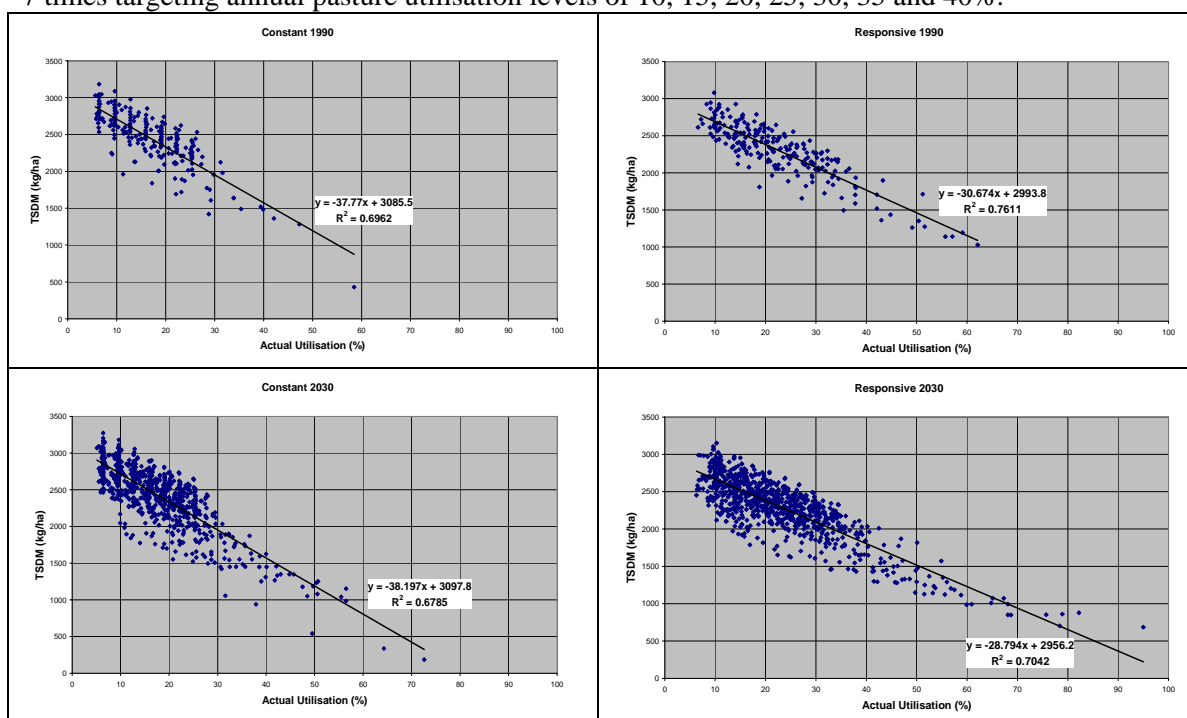 7 times targeting annual pasture utilisation levels of 10, 15, 20, 25, 30, 35 and 40%.
Constant 1990
TSDM (kg/ha)
3500
3000
2500
2000
1500
1000
500
0
y = -37.77x + 3085.5
R² = 0.6962
0 10 20 30 40 50 60 70 80 90 100
Actual Utilisation (%)
Responsive 1990
TSDM (kg/ha)
3500
3000
2500
2000
1500
1000
500
0
y = -30.674x + 2993.8
R² = 0.7611
0 10 20 30 40 50 60 70 80 90 100
Actual Utilisation (%)
Constant 2030
TSDM (kg/ha)
3500
3000
2500
2000
1500
1000
500
0
y = -38.197x + 3097.8
R² = 0.6785
0 10 20 30 40 50 60 70 80 90 100
Actual Utilisation (%)
Responsive 2030
TSDM (kg/ha)
3500
3000
2500
2000
1500
1000
500
0
y = -28.794x + 2956.2
R² = 0.7042
0 10 20 30 40 50 60 70 80 90 100
Actual Utilisation (%)